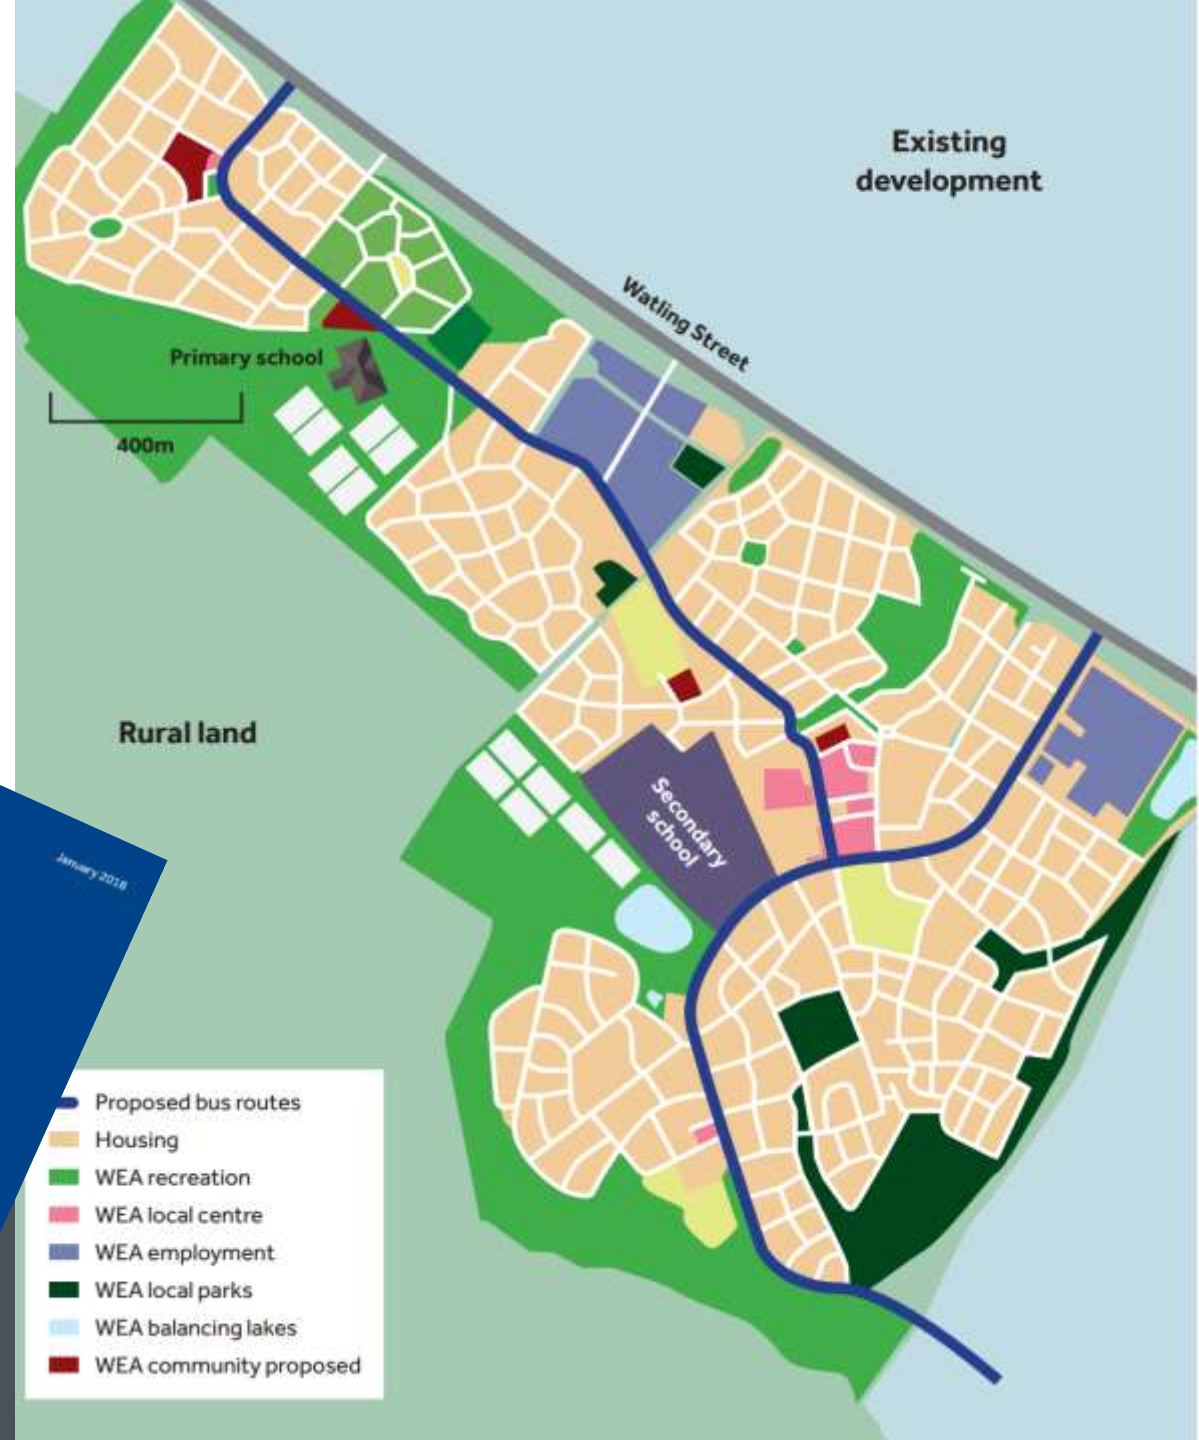 Existing
development
Watling Street
Primary school
400m
Rural land
Secondary
school
January 2018
Proposed bus routes
Housing
WEA recreation
WEA local centre
WEA employment
WEA local parks
WEA balancing lakes
WEA community proposed